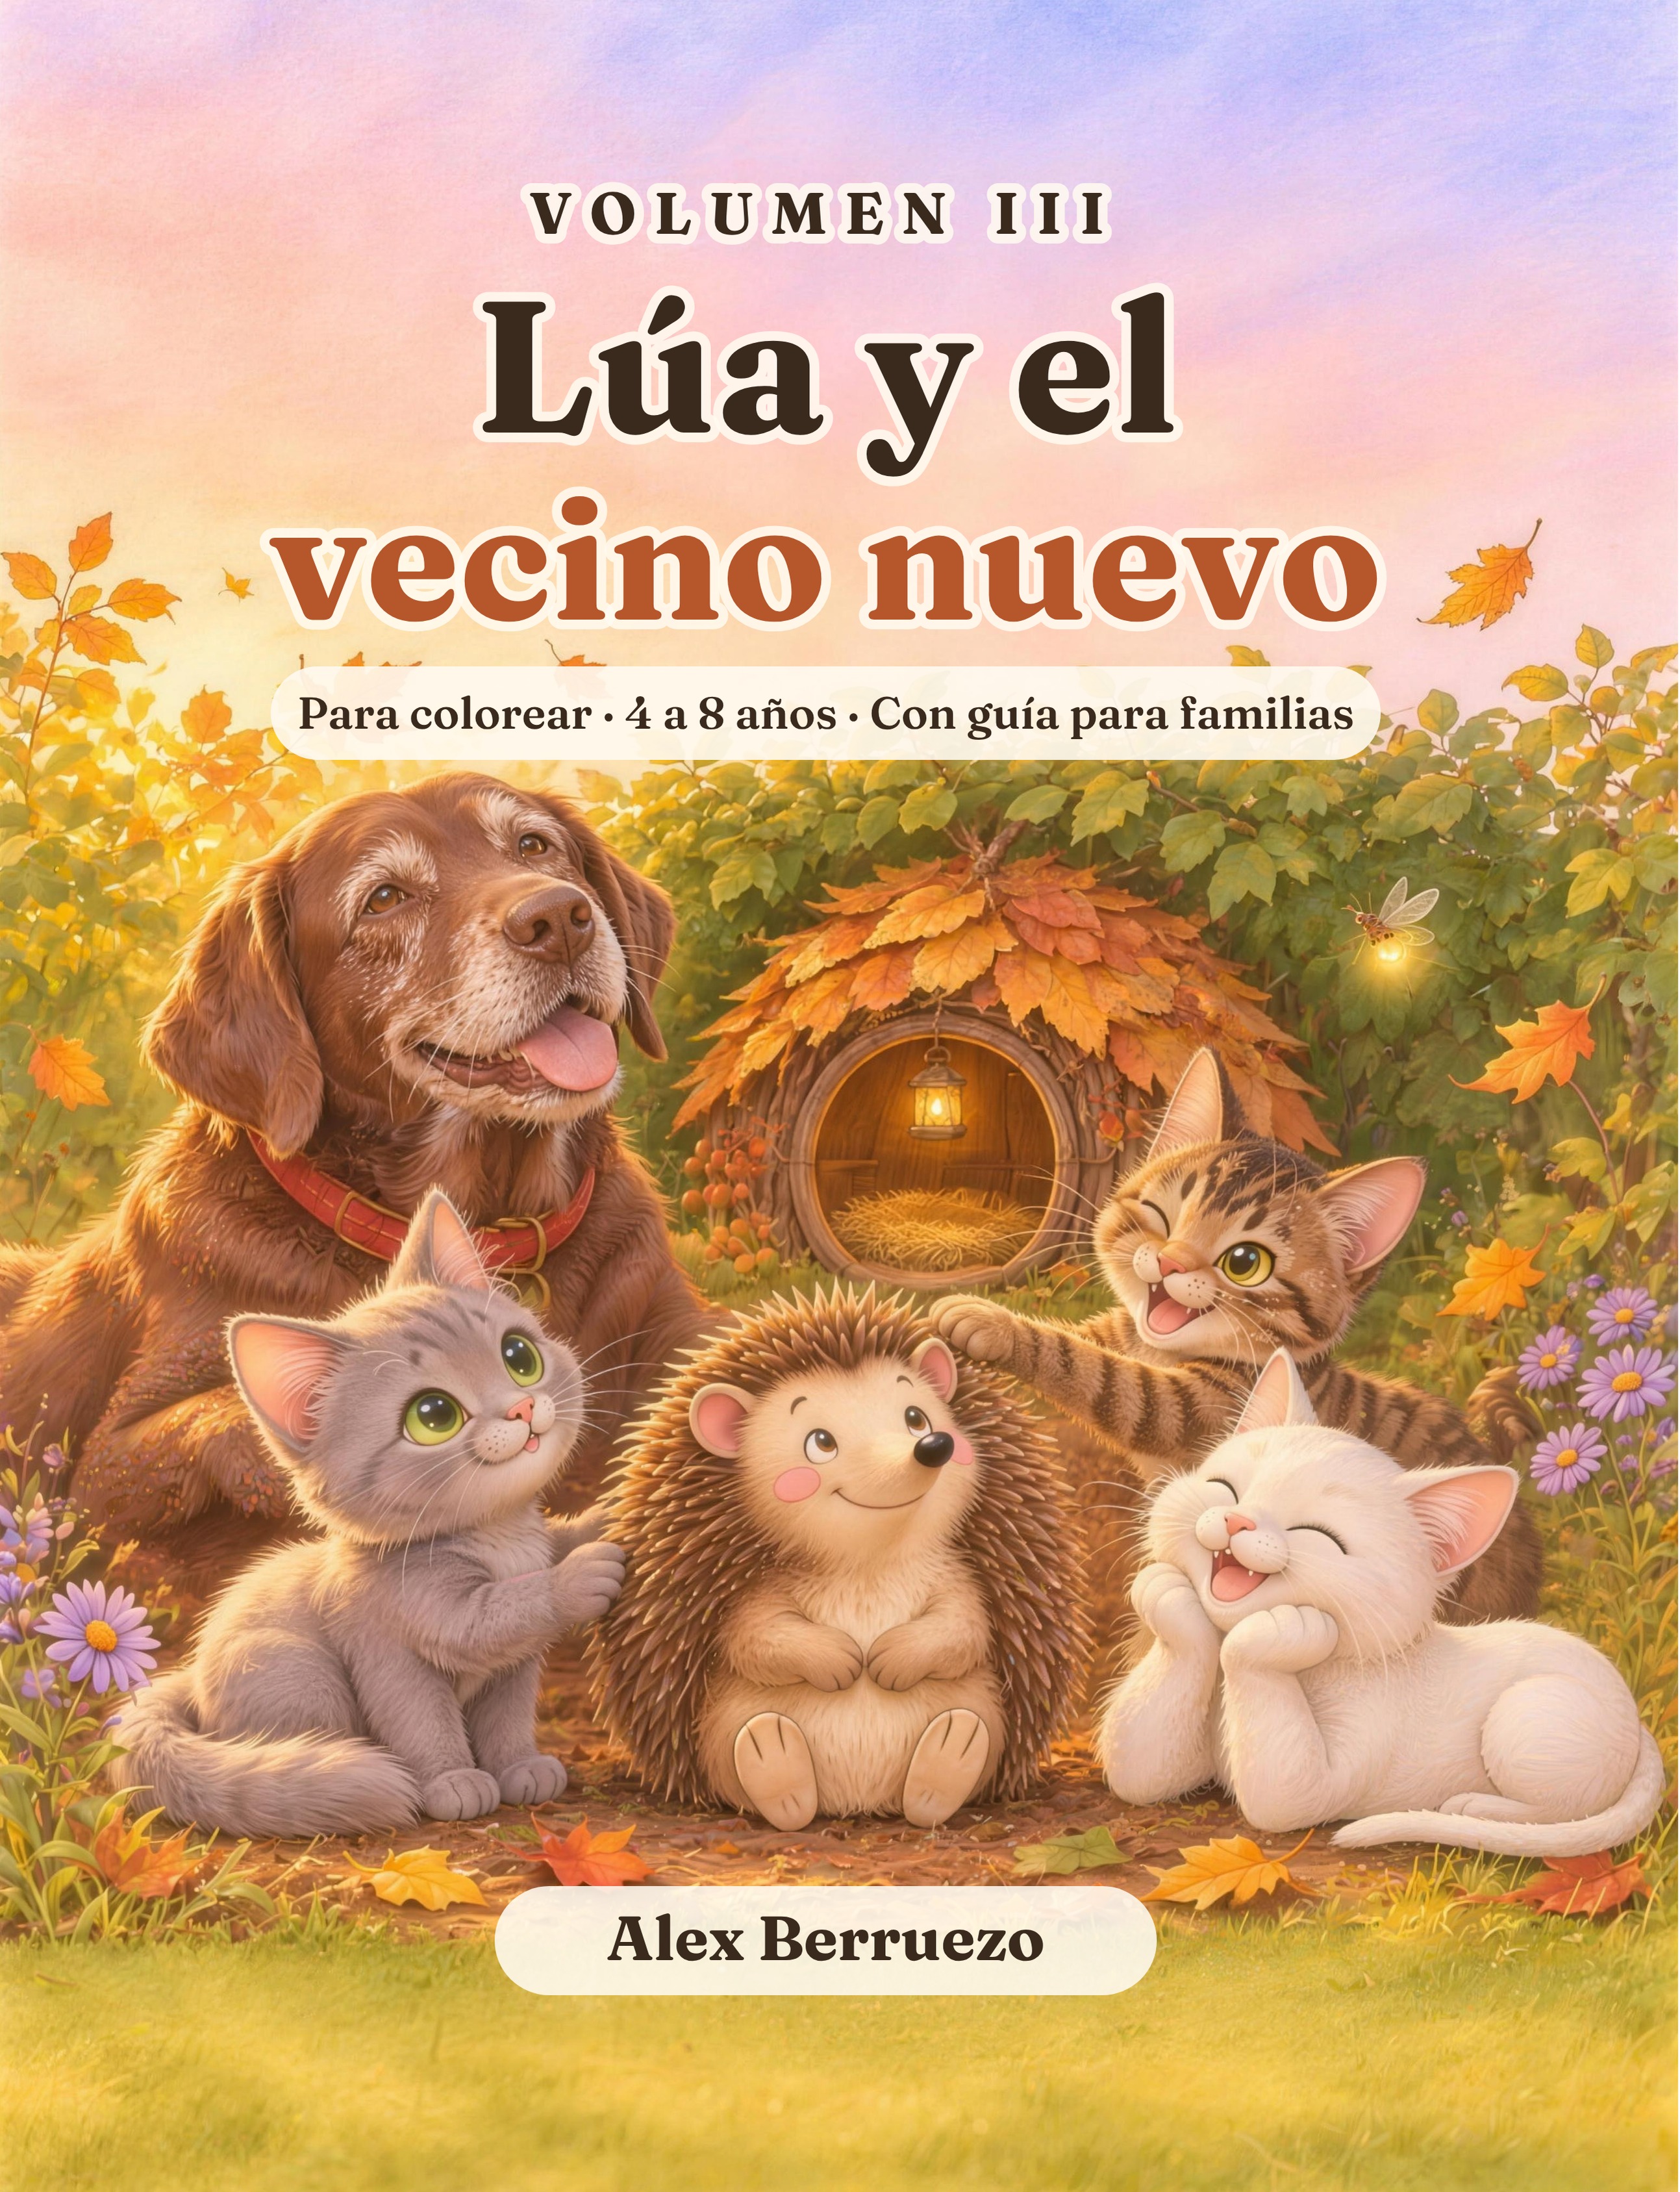 VOLUMEN III
Lúa y el
vecino nuevo
Para colorear · 4 a 8 años · Con guía para familias
Alex Berruezo